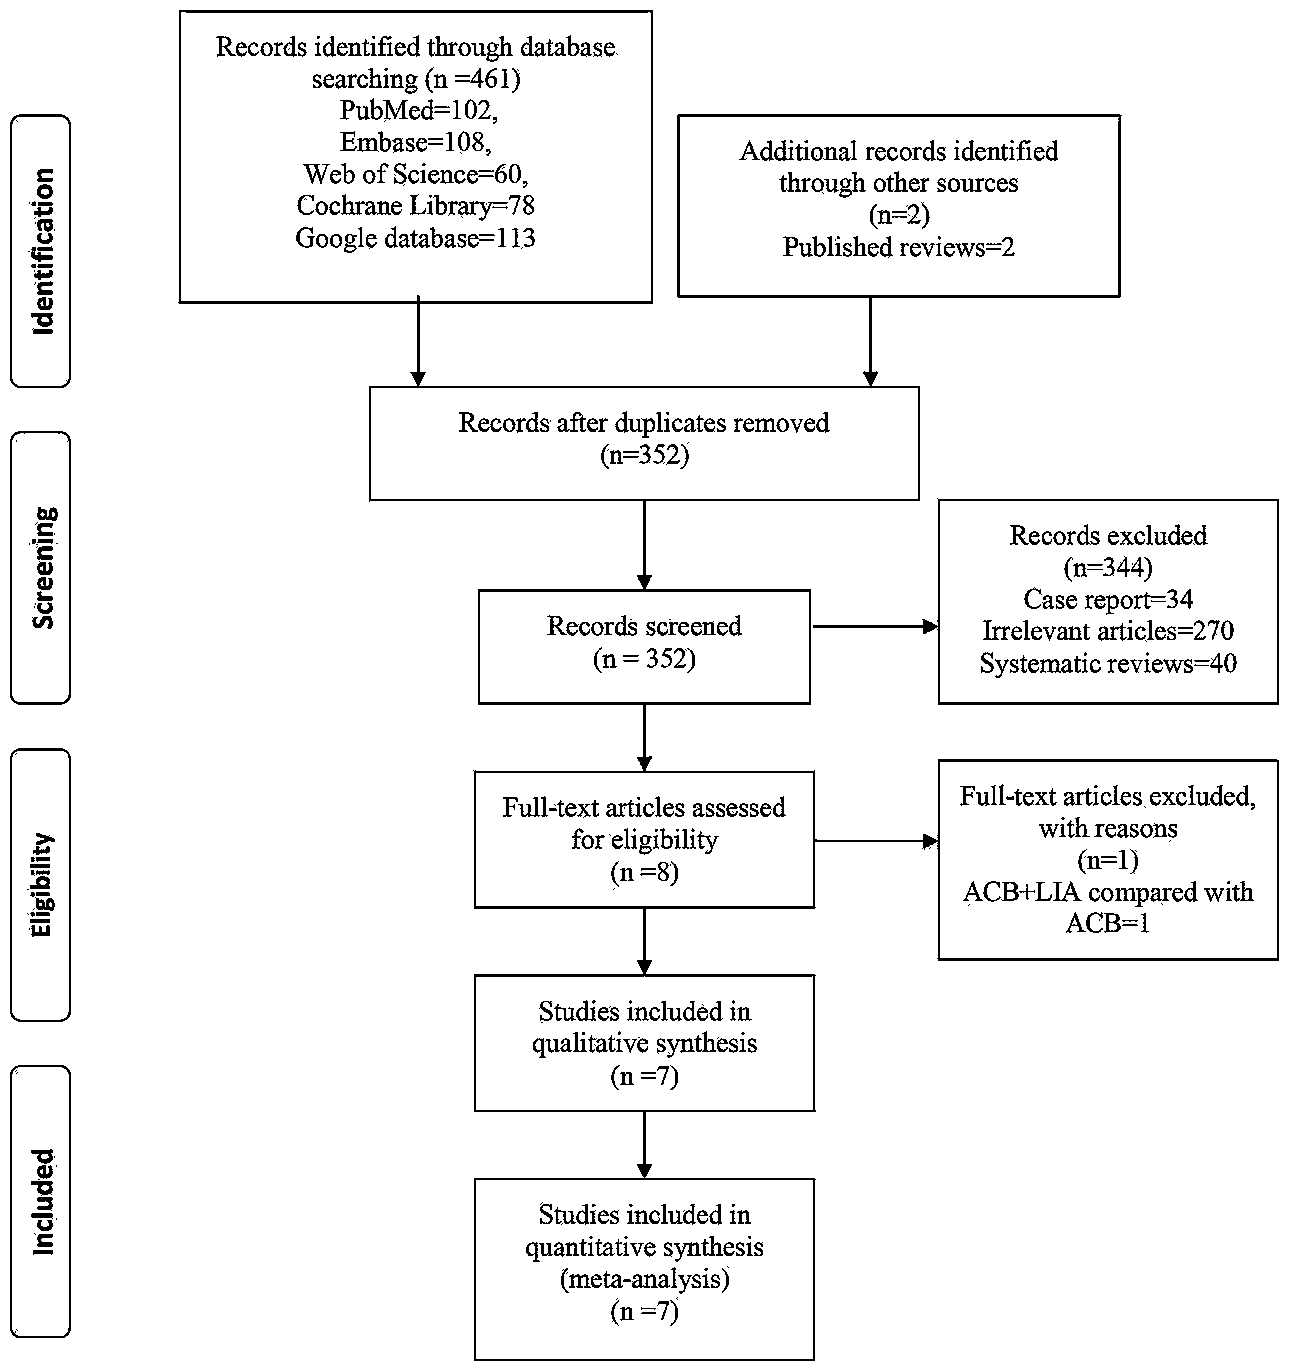 Records identified through database
searching (n =461)
PubMed=102,
Embase=108,
Web of Science=60,
Cochrane Library=78
Google database=113
Additional records identified
through other sources
(n=2)
Published reviews=2
Identification
Records after duplicates removed
(n=352)
Screening
Records screened
(n = 352)
Records excluded
(n=344)
Case report=34
Irrelevant articles=270
Systematic reviews=40
Eligibility
Full-text articles assessed
for eligibility
(n =8)
Full-text articles excluded,
with reasons
(n=1)
ACB+LIA compared with
ACB=1
Studies included in
qualitative synthesis
(n =7)
Included
Studies included in
quantitative synthesis
(meta-analysis)
(n =7)